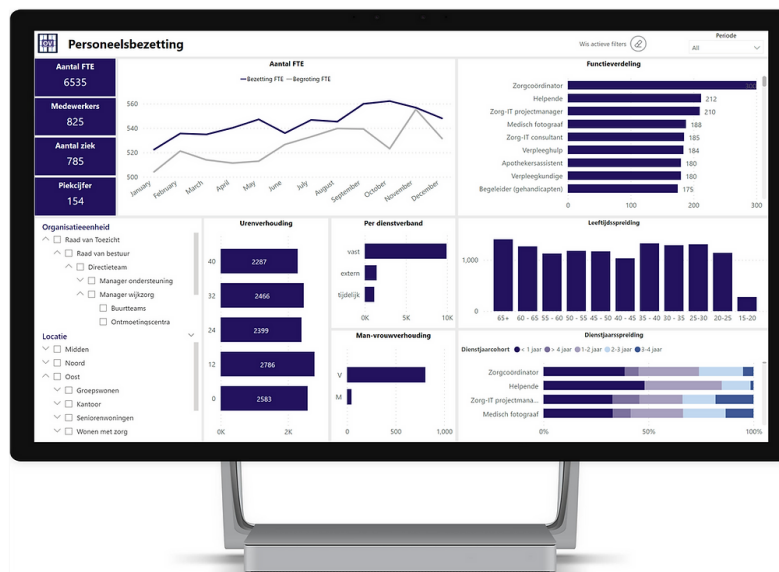 OVI
Personeelsbezetting
Wis actieve filters
Periode
All
Aantal FTE
6535
Medewerkers
825
Aantal ziek
785
Piekcijfer
154
Aantal FTE
Bezetting FTE
Begroting FTE
560
540
520
500
January
February
March
April
May
June
July
August
September
October
November
December
Functieverdeling
Zorgcoördinator
Helpende
212
Zorg-IT projectmanager
210
Medisch fotograaf
188
Zorg-IT consultant
185
Verpleeghulp
184
Apothekersassistent
180
Verpleegkundige
180
Begeleider (gehandicapten)
175
0
100
200
300
Organisatieeenheid
Raad van Toezicht
Raad van bestuur
Directieteam
Manager ondersteuning
Manager wijkzorg
Buurtteams
Ontmoetingscentra
Locatie
Midden
Noord
Oost
Groepswonen
Kantoor
Seniorenwoningen
Wonen met zorg
Urenverhouding
40
2287
32
2466
24
2399
12
2786
0
2583
0K
2K
Per dienstverband
vast
extern
tijdelijk
0K
5K
10K
Man-vrouwverhouding
V
M
0
500
1,000
Leeftijdsspreiding
1,000
0
65+
60 - 65
55 - 60
50 - 55
45 - 50
40 - 45
35 - 40
30 - 35
25-30
20-25
15-20
Dienstjaarsspreiding
Dienstjaarcohort
< 1 jaar
> 4 jaar
1-2 jaar
2-3 jaar
3-4 jaar
Zorgcoördinator
Helpende
Zorg-IT projectmana...
Medisch fotograaf
0%
50%
100%